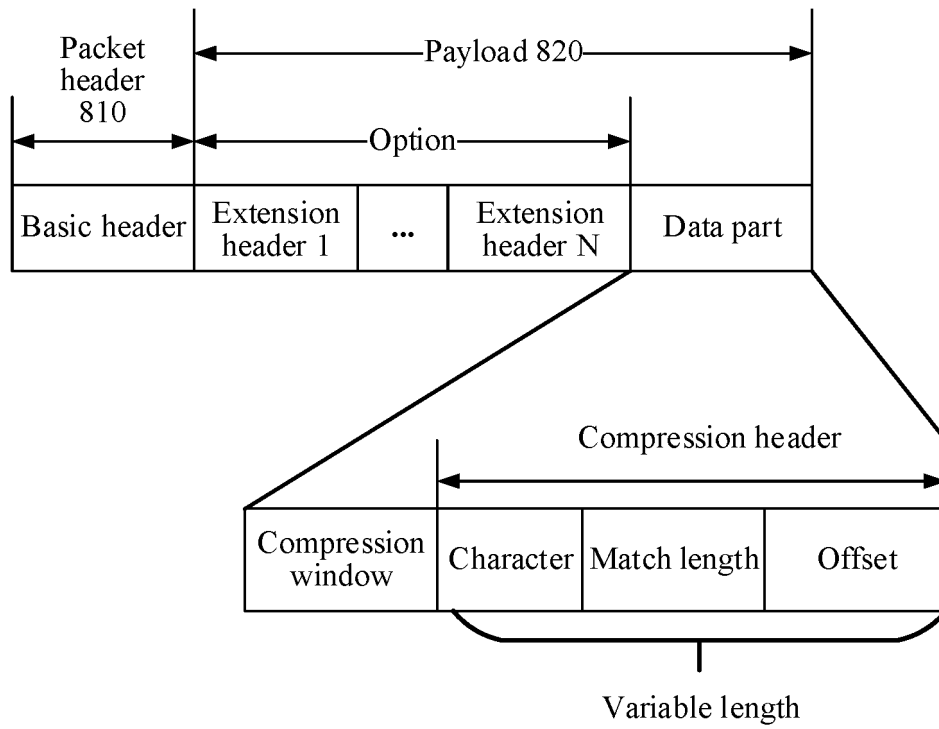 Packet
header
810
Payload 820
Option
Basic header
Extension
header 1
...
Extension
header N
Data part
Compression header
Compression
window
Character
Match length
Offset
Variable length